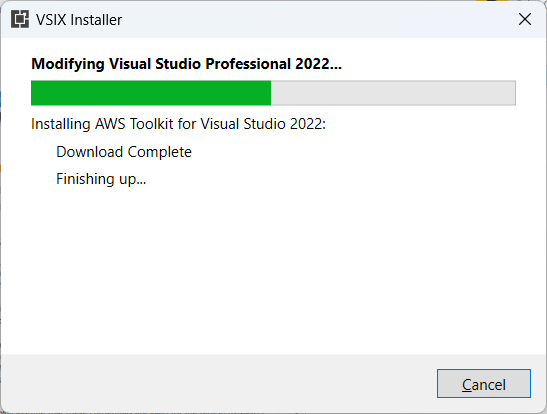 VSIX Installer
Modifying Visual Studio Professional 2022...
Installing AWS Toolkit for Visual Studio 2022:
Download Complete
Finishing up...
Cancel